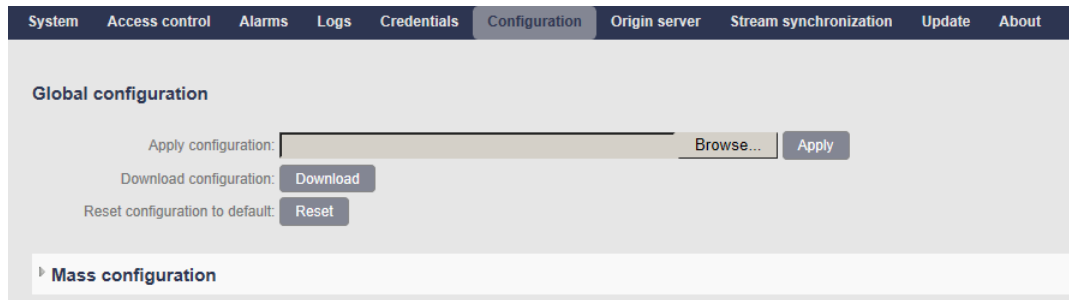 System Access control Alarms Logs Credentials Configuration Origin server Stream synchronization Update About
Global configuration
Apply configuration: Browse... Apply
Download configuration: Download
Reset configuration to default: Reset
Mass configuration